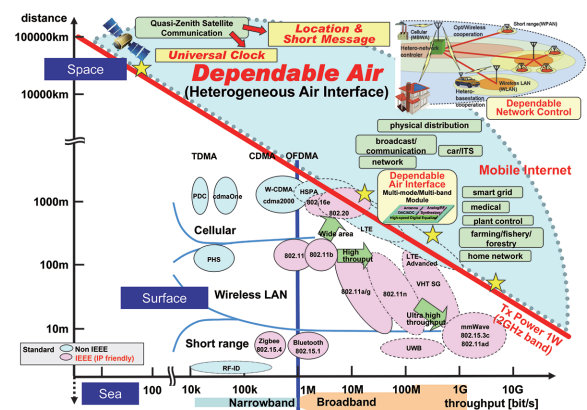 distance
100000km
10000km
1000m
100m
10m
Space
Surface
Sea
Quasi-Zenith Satellite
Communication
Location &
Short Message
Universal Clock
Dependable Air
(Heterogeneous Air Interface)
Cellular
(MBWA)
OptWireless
cooperation
Short range(WPAN)
Hetero-network
controler
Wireless LAN
(WLAN)
Hetero-
basestation
cooperation
Dependable
Network Control
physical distribution
broadcast/
communication
car/ITS
network
Mobile Internet
Dependable
Air Interface
Multi-mode/Multi-band
Module
smart grid
medical
plant control
farming/fishery/
forestry
home network
TDMA
CDMA
OFDMA
PDC
cdmaOne
W-CDMA
cdma2000
HSPA
802.16e
802.20
LTE
Cellular
Wide area
PHS
802.11
802.11b
High
throuput
LTE-
Advanced
802.11a/g
802.11n
VHT SG
Wireless LAN
Ultra high
throughput
Tx Power 1W
(2GHz band)
Short range
Zigbee
802.15.4
Bluetooth
802.15.1
UWB
mmWave
802.15.3c
802.11ad
RF-ID
Standard
Non IEEE
IEEE (IP friendly)
100
10k
100k
1M
10M
100M
1G
10G
Narrowband
Broadband
throughput [bit/s]